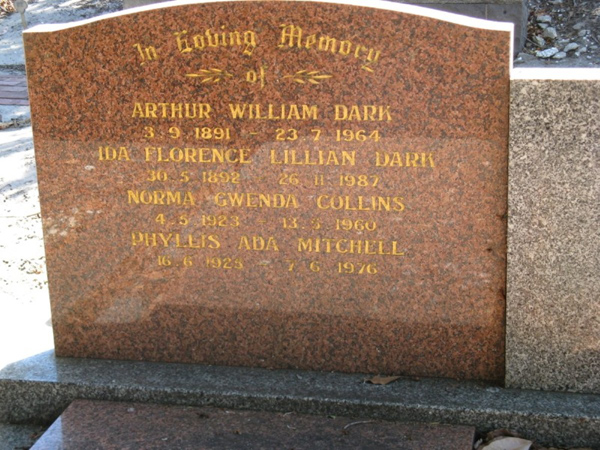 In Loving Memory
of
ARTHUR WILLIAM DARK
3.9.1891 - 23.7.1964
IDA FLORENCE LILLIAN DARK
30.5.1892 - 26.11.1987
NORMA GWENDA COLLINS
4.5.1923 13. .1960
PHYLLIS ADA MITCHELL
16.6.1923 - 7.6.1976